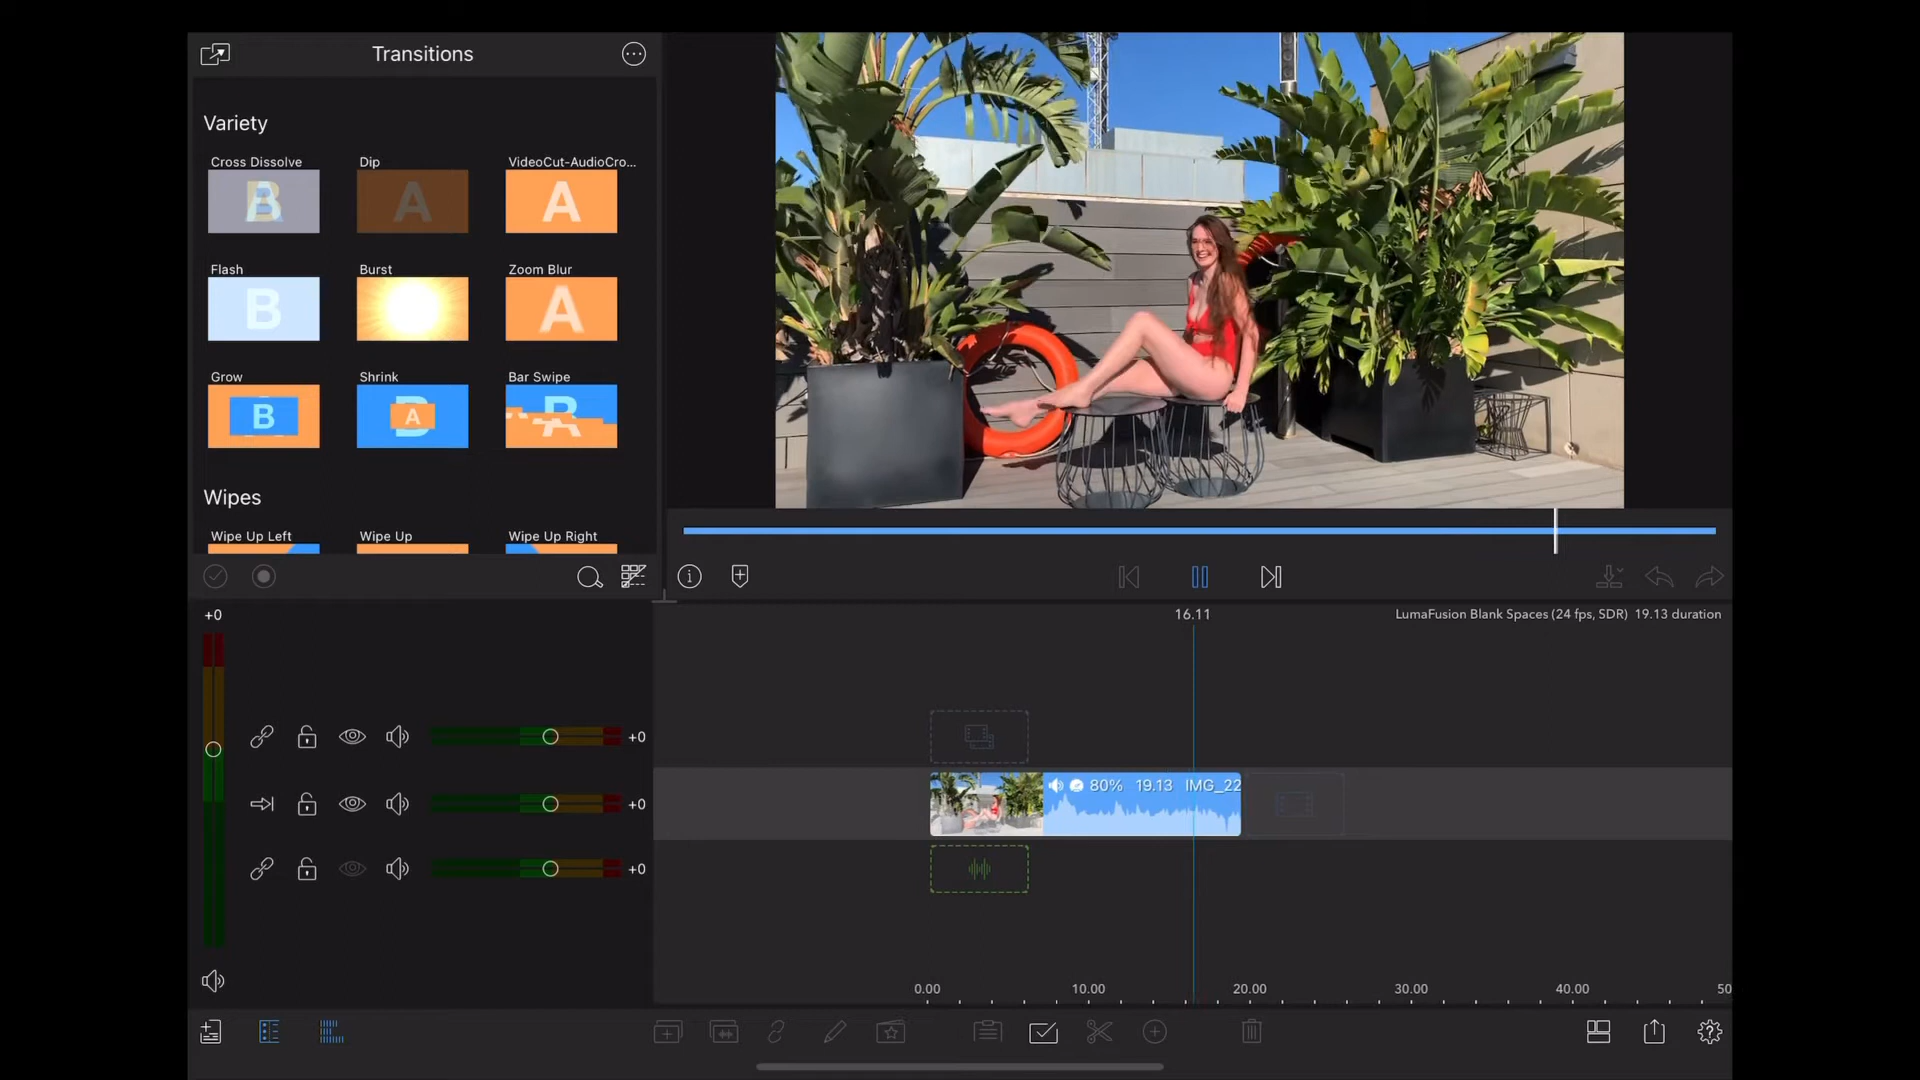 Transitions
Variety
Cross Dissolve
Dip
VideoCut-AudioCro...
B
A
A
A
Flash
Burst
Zoom Blur
B
A
Grow
Shrink
Bar Swipe
B
B
A
B
A
Wipes
Wipe Up Left
Wipe Up
Wipe Up Right
+0
16.11
LumaFusion Blank Spaces (24 fps, SDR) 19.13 duration
+0
80% 19.13 IMG_22
+0
+0
0.00 10.00 20.00 30.00 40.00 50